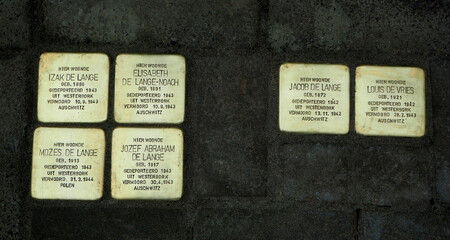 HIER WOONDE
IZAK DE LANGE
GEB. 1886
GEDEPORTEERD 1943
UIT WESTERBORK
VERMOORD 10.9.1943
AUSCHWITZ
HIER WOONDE
ELISABETH
DE LANGE-NOACH
GEB. 1891
GEDEPORTEERD 1943
UIT WESTERBORK
VERMOORD 10.9.1943
AUSCHWITZ
HIER WOONDE
MOZES DE LANGE
GEB. 1913
GEDEPORTEERD 1943
UIT WESTERBORK
VERMOORD 31.3.1944
POLEN
HIER WOONDE
JOZEF ABRAHAM
DE LANGE
GEB. 1917
GEDEPORTEERD 1943
UIT WESTERBORK
VERMOORD 30.4.1943
AUSCHWITZ
HIER WOONDE
JACOB DE LANGE
GEB. 1872
GEDEPORTEERD 1942
UIT WESTERBORK
VERMOORD 13.11.1942
AUSCHWITZ
HIER WOONDE
LOUIS DE VRIES
GEB. 1921
GEDEPORTEERD 1942
UIT WESTERBORK
VERMOORD 28.2.1943
AUSCHWITZ